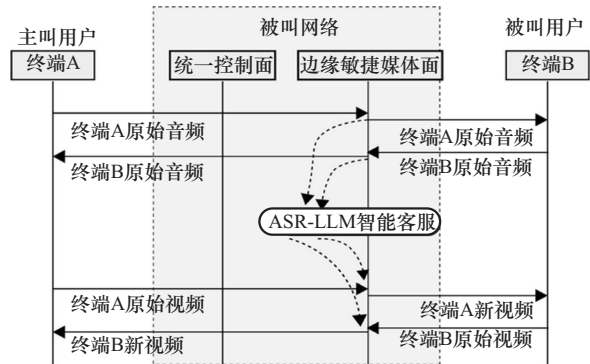 主叫用户
被叫网络
被叫用户
终端A
统一控制面
边缘敏捷媒体面
终端B
终端A原始音频
终端A原始音频
终端B原始音频
终端B原始音频
ASR-LLM智能客服
终端A原始视频
终端A新视频
终端B新视频
终端B原始视频